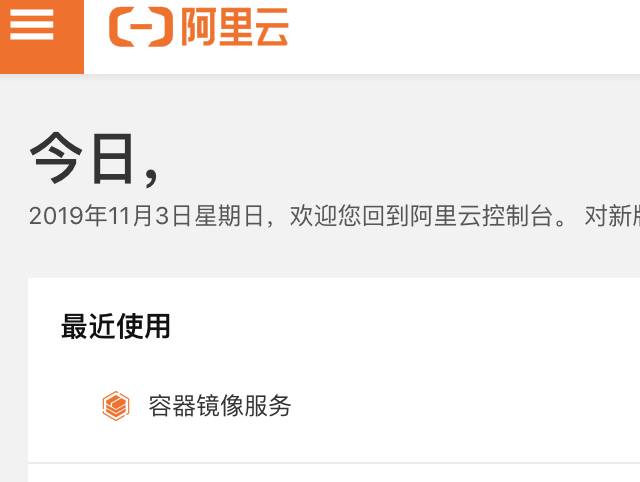 阿里云
今日，
2019年11月3日星期日，欢迎您回到阿里云控制台。 对新
最近使用
容器镜像服务